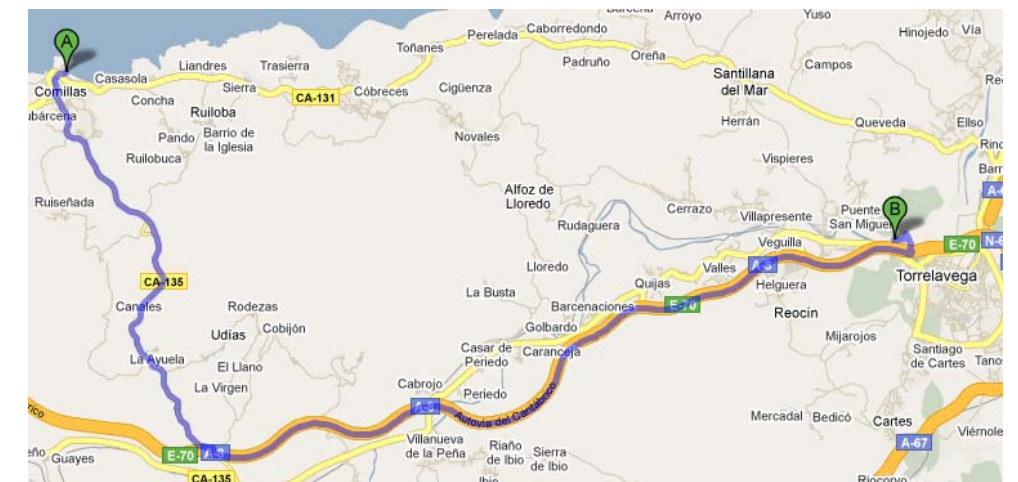 Barcena
Arroyo
Yuso
Hinojedo
Vía
A
Toñanes
Perelada
Caborredondo
Oreña
Padruño
Campos
Casasola
Liandres
Trasierra
Comillas
Concha
Sierra
CA-131
Cóbreces
Cigüenza
Santillana
del Mar
Ruiloba
Pando
Barrio de
la Iglesia
Herrán
Queveda
Ellso
Ruilobuca
Novales
Vispieres
Ruiseñada
Alfoz de
Lloredo
Cerrazo
Puente
San Miguel
B
Rudaguera
Villapresente
Veguilla
E-70
Torrelavega
Lloredo
Valles
A-8
Helguera
CA-135
Quijas
Canales
Rodezas
La Busta
Barcenaciones
E-70
Reocín
Udías
Cobijón
Golbardo
Mijarojos
Casar de
Periedo
Caranceja
Santiago
de Cartes
La Ayuela
El Llano
La Virgen
Cabrojo
Periedo
A-8
Autovía del Cantábrico
Mercadal
Bedicó
Cartes
Viérnole
Villanueva
de la Peña
Riaño
de Ibio
Sierra
de Ibio
A-67
Guayes
E-70
A-8
CA-135
Ibio
Riocorvo